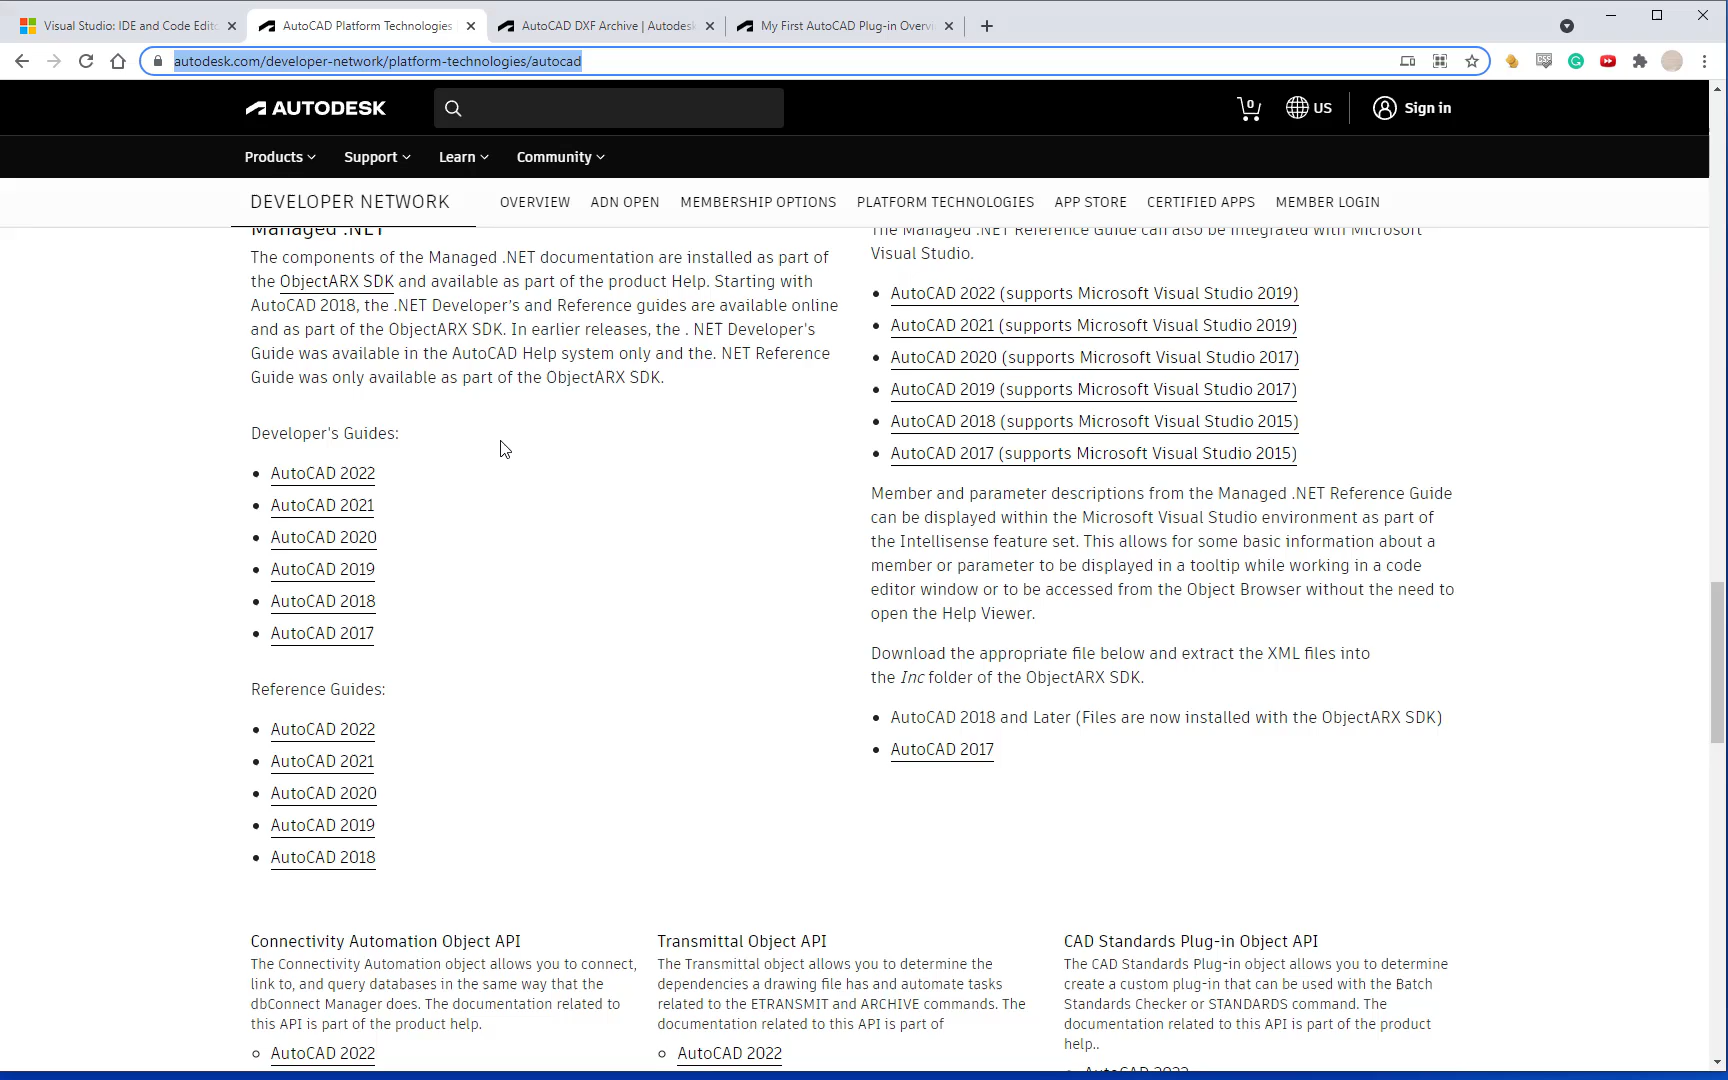 Visual Studio: IDE and Code Edito
AutoCAD Platform Technologies
AutoCAD DXF Archive | Autodesk
My First AutoCAD Plug-in Overvi
autodesk.com/developer-network/platform-technologies/autocad
CSS
AUTODESK
0
US
Sign in
Products
Support
Learn
Community
DEVELOPER NETWORK
OVERVIEW
ADN OPEN
MEMBERSHIP OPTIONS
PLATFORM TECHNOLOGIES
APP STORE
CERTIFIED APPS
MEMBER LOGIN
Managed .NET
The components of the Managed .NET documentation are installed as part of
the ObjectARX SDK and available as part of the product Help. Starting with
AutoCAD 2018, the .NET Developer's and Reference guides are available online
and as part of the ObjectARX SDK. In earlier releases, the . NET Developer's
Guide was available in the AutoCAD Help system only and the. NET Reference
Guide was only available as part of the ObjectARX SDK.
Developer's Guides:
• AutoCAD 2022
• AutoCAD 2021
• AutoCAD 2020
• AutoCAD 2019
• AutoCAD 2018
• AutoCAD 2017
Reference Guides:
• AutoCAD 2022
• AutoCAD 2021
• AutoCAD 2020
• AutoCAD 2019
• AutoCAD 2018
The Managed .NET Reference Guide can also be integrated with Microsoft
Visual Studio.
• AutoCAD 2022 (supports Microsoft Visual Studio 2019)
• AutoCAD 2021 (supports Microsoft Visual Studio 2019)
• AutoCAD 2020 (supports Microsoft Visual Studio 2017)
• AutoCAD 2019 (supports Microsoft Visual Studio 2017)
• AutoCAD 2018 (supports Microsoft Visual Studio 2015)
• AutoCAD 2017 (supports Microsoft Visual Studio 2015)
Member and parameter descriptions from the Managed .NET Reference Guide
can be displayed within the Microsoft Visual Studio environment as part of
the Intellisense feature set. This allows for some basic information about a
member or parameter to be displayed in a tooltip while working in a code
editor window or to be accessed from the Object Browser without the need to
open the Help Viewer.
Download the appropriate file below and extract the XML files into
the Inc folder of the ObjectARX SDK.
• AutoCAD 2018 and Later (Files are now installed with the ObjectARX SDK)
• AutoCAD 2017
Connectivity Automation Object API
The Connectivity Automation object allows you to connect,
link to, and query databases in the same way that the
dbConnect Manager does. The documentation related to
this API is part of the product help.
AutoCAD 2022
Transmittal Object API
The Transmittal object allows you to determine the
dependencies a drawing file has and automate tasks
related to the ETRANSMIT and ARCHIVE commands. The
documentation related to this API is part of
AutoCAD 2022
CAD Standards Plug-in Object API
The CAD Standards Plug-in object allows you to determine
create a custom plug-in that can be used with the Batch
Standards Checker or STANDARDS command. The
documentation related to this API is part of the product
help..
AutoCAD 2022